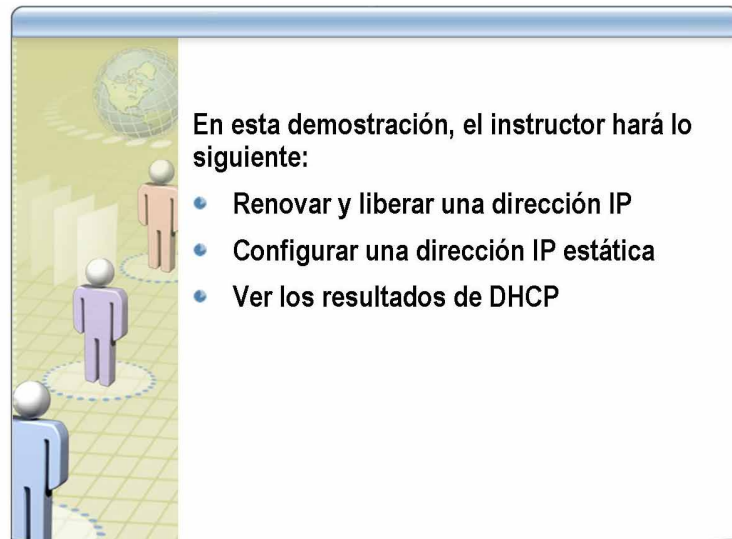 En esta demostración, el instructor hará lo
siguiente:
Renovar y liberar una dirección IP
Configurar una dirección IP estática
Ver los resultados de DHCP